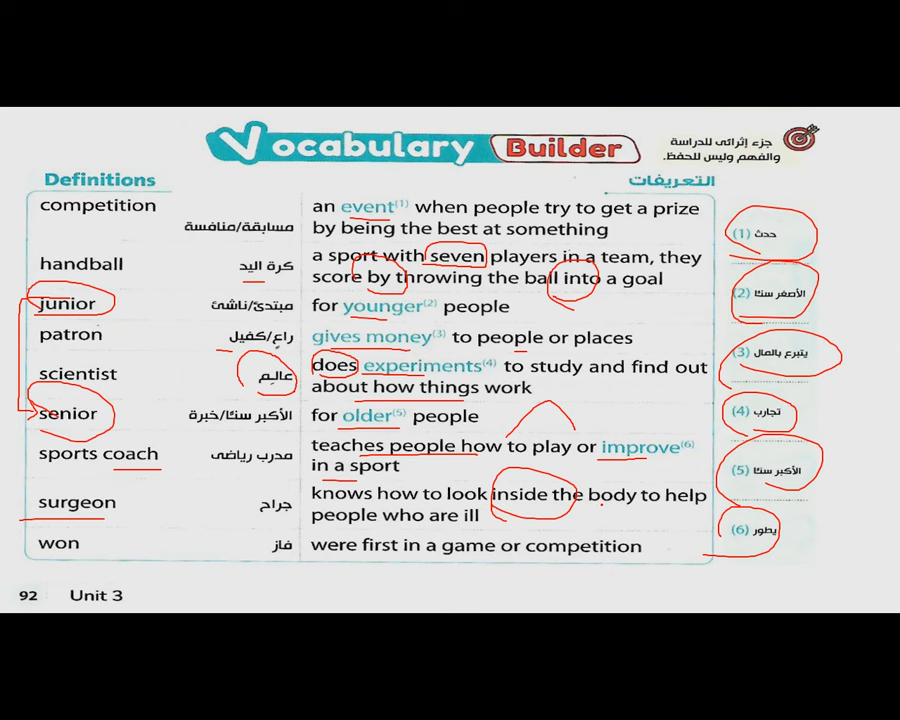 Vocabulary Builder
جزء إثرائى للدراسة
والفهم وليس للحفظ.
Definitions
التعريفات
competition
مسابقة/منافسة
an event(1) when people try to get a prize
by being the best at something
handball
كرة اليد
a sport with seven players in a team, they
score by throwing the ball into a goal
junior
مبتدئ/ناشئ
for younger(2) people
patron
راعٍ/كفيل
gives money(3) to people or places
scientist
عالِم
does experiments(4) to study and find out
about how things work
senior
الأكبر سنًا/خبرة
for older(5) people
sports coach
مدرب رياضى
teaches people how to play or improve(6)
in a sport
surgeon
جراح
knows how to look inside the body to help
people who are ill
won
فاز
were first in a game or competition
(1) حدث
(2) الأصغر سنًا
(3) يتبرع بالمال
(4) تجارب
(5) الأكبر سنًا
(6) يطور
92 Unit 3